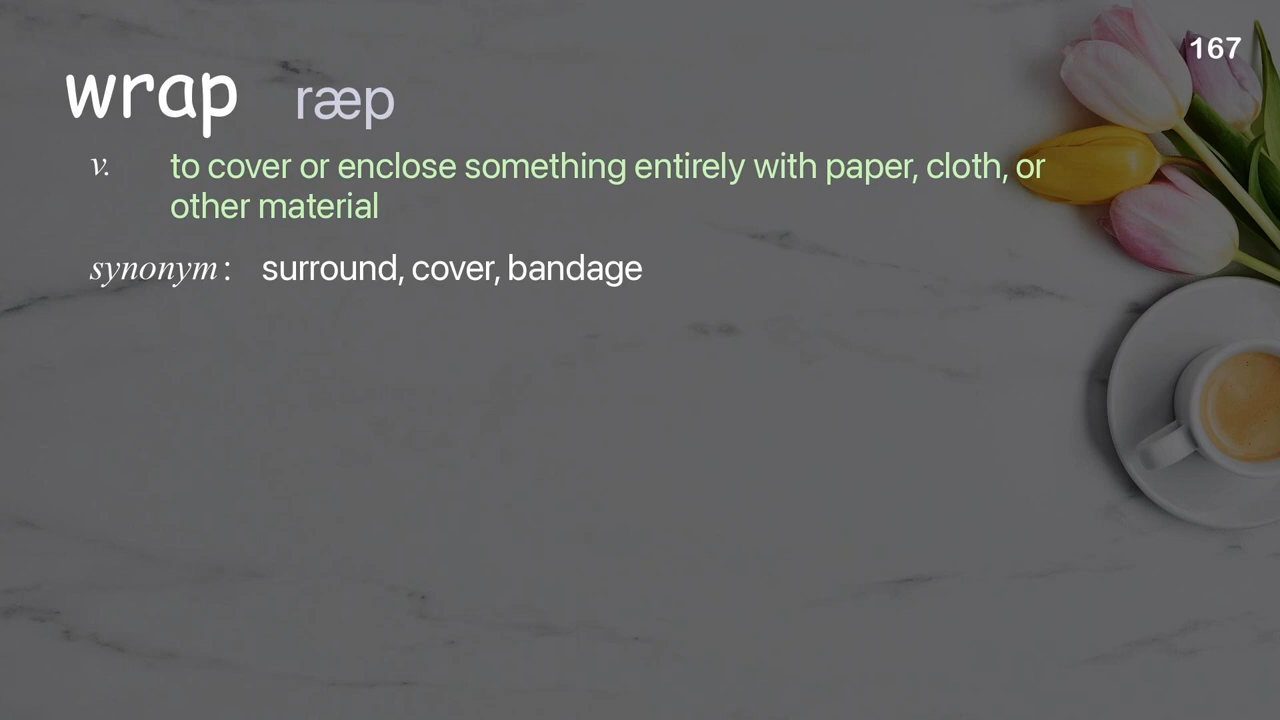 167
wrap ræp
v. to cover or enclose something entirely with paper, cloth, or
other material
synonym: surround, cover, bandage